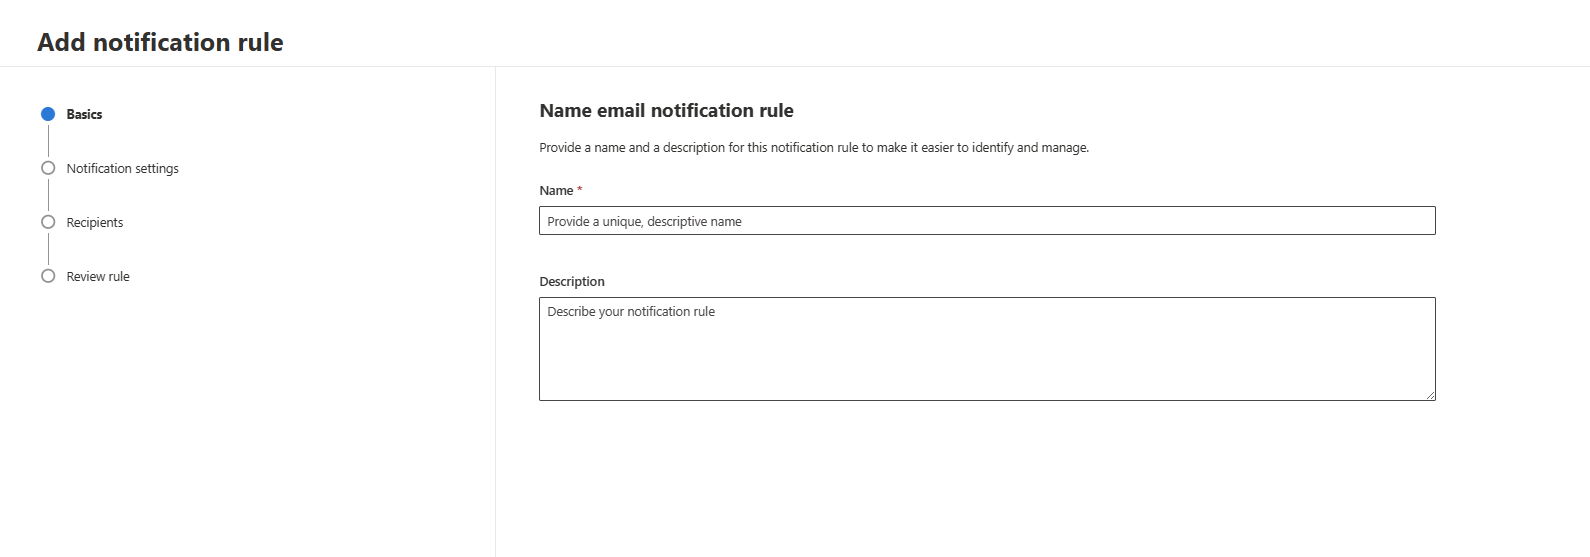 Add notification rule
Basics
Notification settings
Recipients
Review rule
Name email notification rule
Provide a name and a description for this notification rule to make it easier to identify and manage.
Name *
Provide a unique, descriptive name
Description
Describe your notification rule